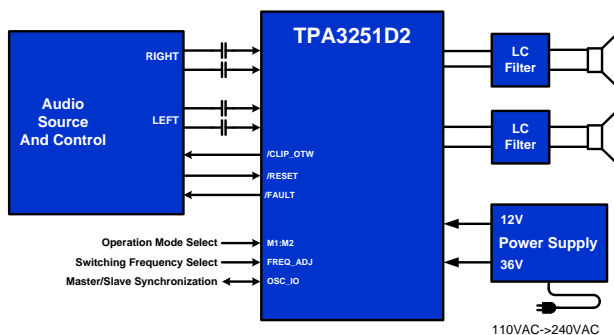 TPA3251D2
RIGHT
LEFT
Audio
Source
And Control
/CLIP_OTW
/RESET
/FAULT
Operation Mode Select
M1:M2
Switching Frequency Select
FREQ_ADJ
Master/Slave Synchronization
OSC_IO
LC
Filter
LC
Filter
12V
Power Supply
36V
110VAC->240VAC